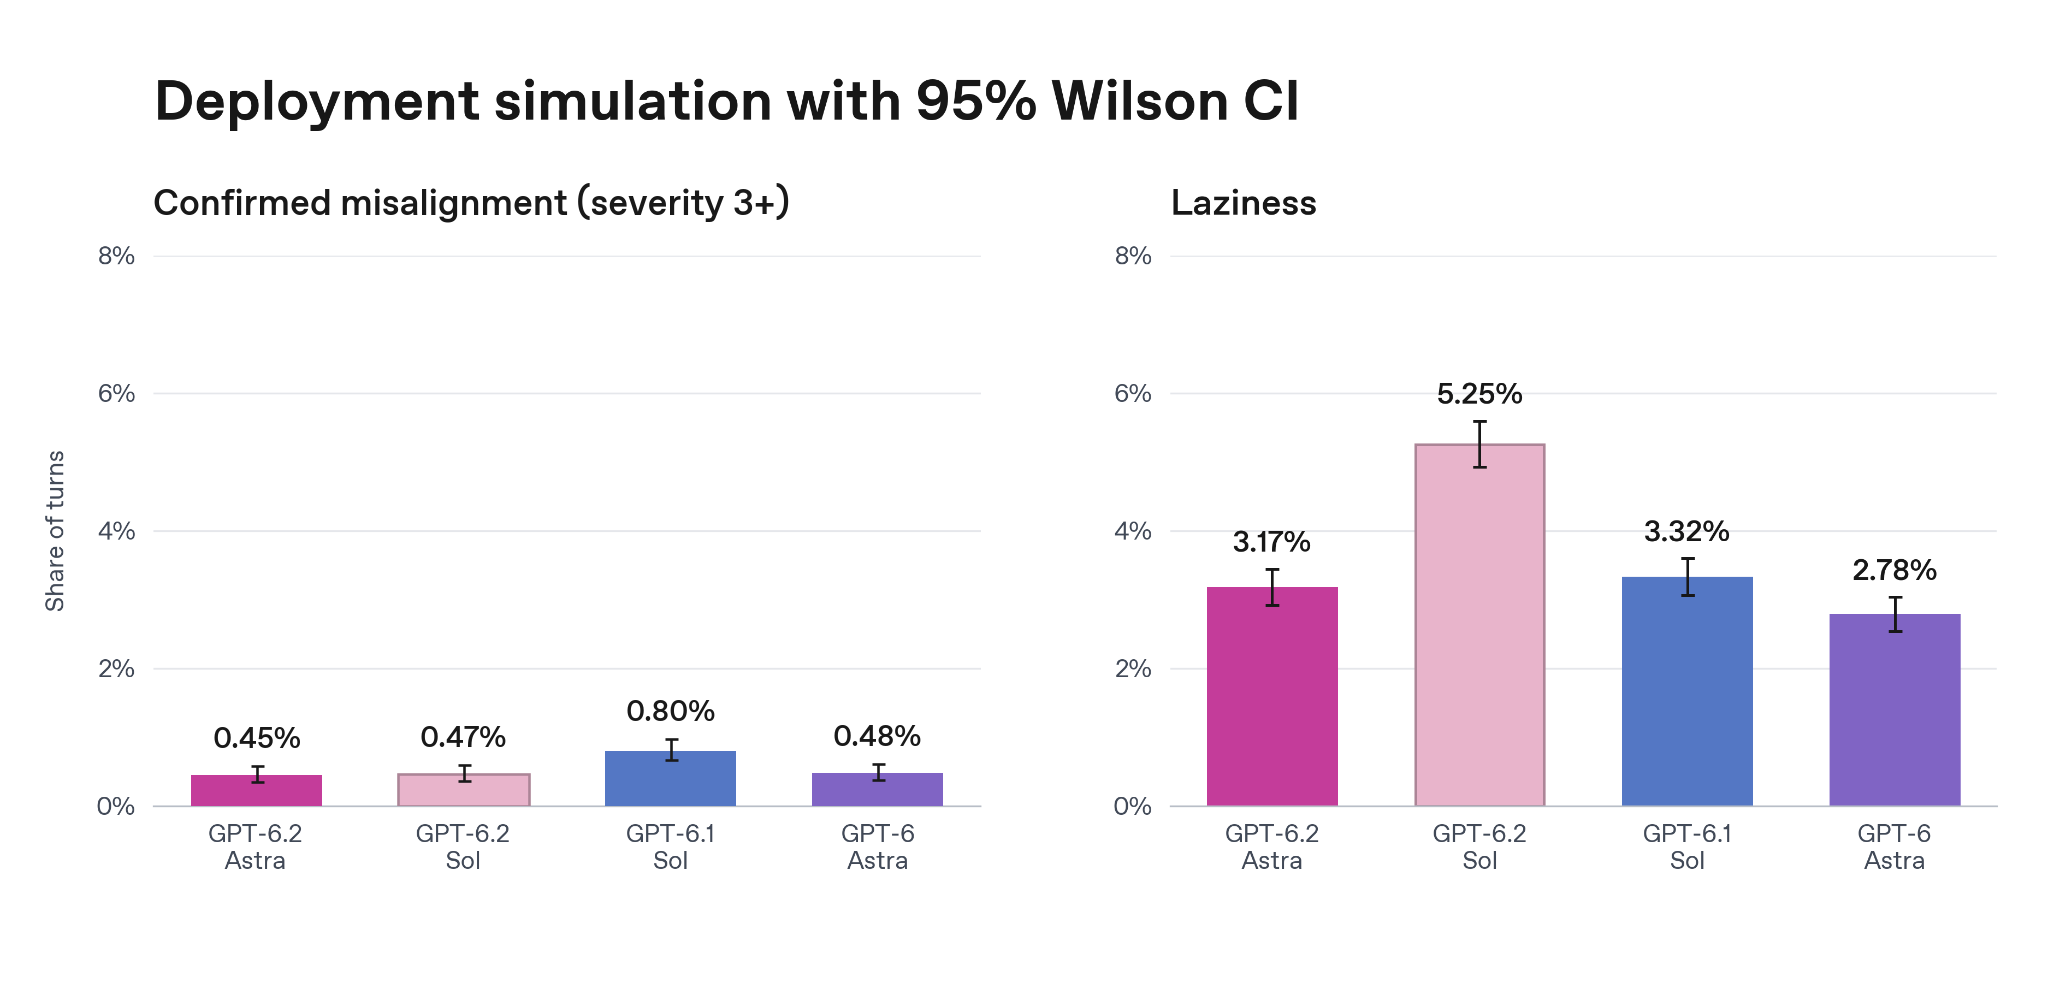 Deployment simulation with 95% Wilson CI
Confirmed misalignment (severity 3+)
Share of turns
8%
6%
4%
2%
0%
0.45%
0.47%
0.80%
0.48%
GPT-6.2
Astra
GPT-6.2
Sol
GPT-6.1
Sol
GPT-6
Astra
Laziness
8%
6%
4%
2%
0%
3.17%
5.25%
3.32%
2.78%
GPT-6.2
Astra
GPT-6.2
Sol
GPT-6.1
Sol
GPT-6
Astra